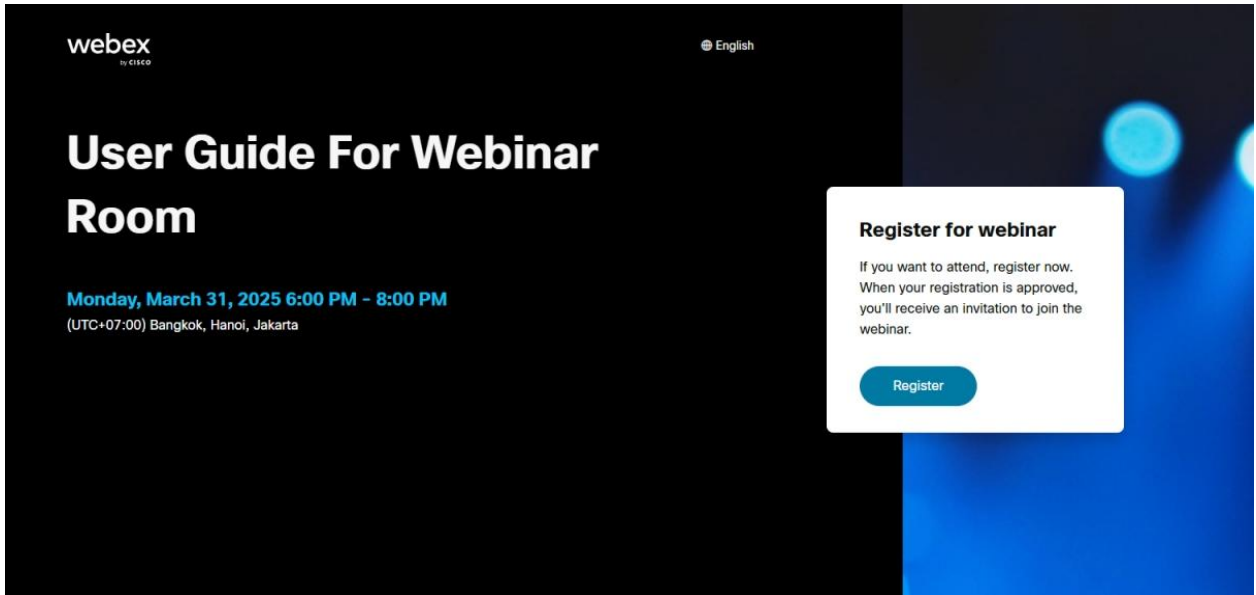 webex
by CISCO
English
User Guide For Webinar
Room
Monday, March 31, 2025 6:00 PM - 8:00 PM
(UTC+07:00) Bangkok, Hanoi, Jakarta
Register for webinar
If you want to attend, register now.
When your registration is approved,
you'll receive an invitation to join the
webinar.
Register